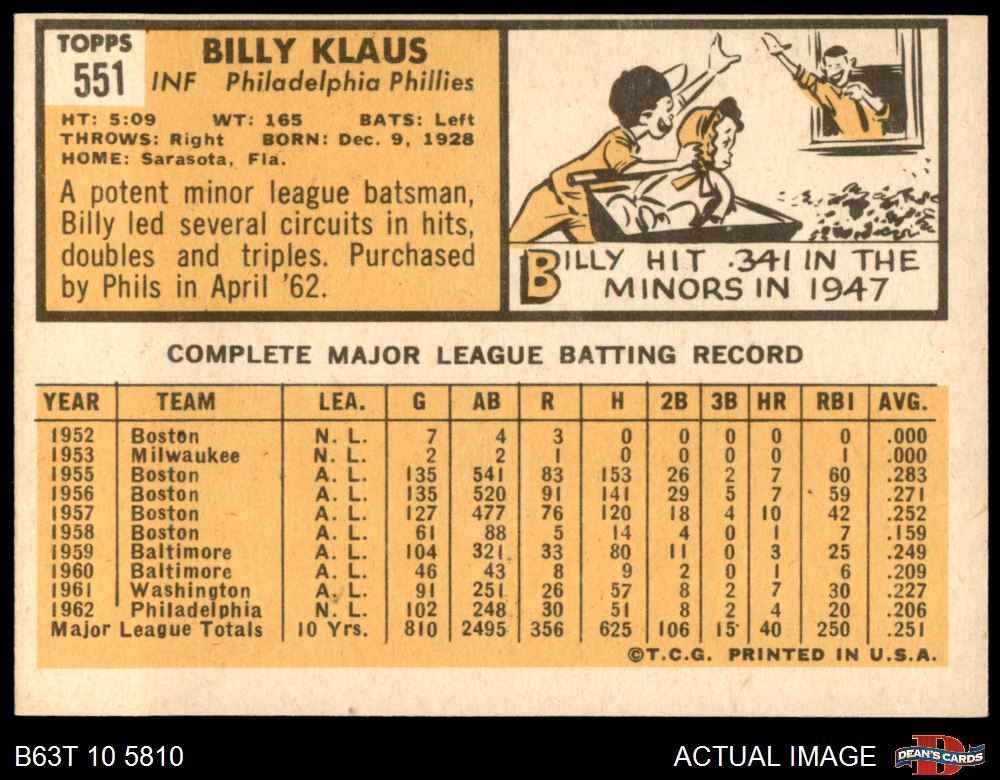 TOPPS
551
BILLY KLAUS
INF Philadelphia Phillies
HT: 5:09 WT: 165 BATS: Left
THROWS: Right BORN: Dec. 9, 1928
HOME: Sarasota, Fla.
A potent minor league batsman,
Billy led several circuits in hits,
doubles and triples. Purchased
by Phils in April '62.
BILLY HIT .341 IN THE
MINORS IN 1947
COMPLETE MAJOR LEAGUE BATTING RECORD
YEAR TEAM LEA. G AB R H 2B 3B HR RBI AVG.
1952 Boston N. L. 7 4 3 0 0 0 0 0 .000
1953 Milwaukee N. L. 2 2 1 0 0 0 0 1 .000
1955 Boston A. L. 135 541 83 153 26 2 7 60 .283
1956 Boston A. L. 135 520 91 141 29 5 7 59 .271
1957 Boston A. L. 127 477 76 120 18 4 10 42 .252
1958 Boston A. L. 61 88 5 14 4 0 1 7 .159
1959 Baltimore A. L. 104 321 33 80 11 0 3 25 .249
1960 Baltimore A. L. 46 43 8 9 2 0 1 6 .209
1961 Washington A. L. 91 251 26 57 8 2 7 30 .227
1962 Philadelphia N. L. 102 248 30 51 8 2 4 20 .206
Major League Totals 10 Yrs. 810 2495 356 625 106 15 40 250 .251
©T.C.G. PRINTED IN U.S.A.
B63T 10 5810
ACTUAL IMAGE
DEAN'S CARDS